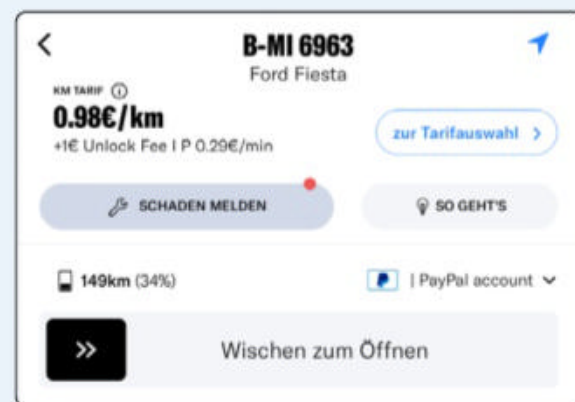 B-MI 6963
Ford Fiesta
KM TARIF
0.98€/km
+1€ Unlock Fee I P 0.29€/min
zur Tarifauswahl
SCHADEN MELDEN
SO GEHT'S
149km (34%)
| PayPal account
Wischen zum Öffnen